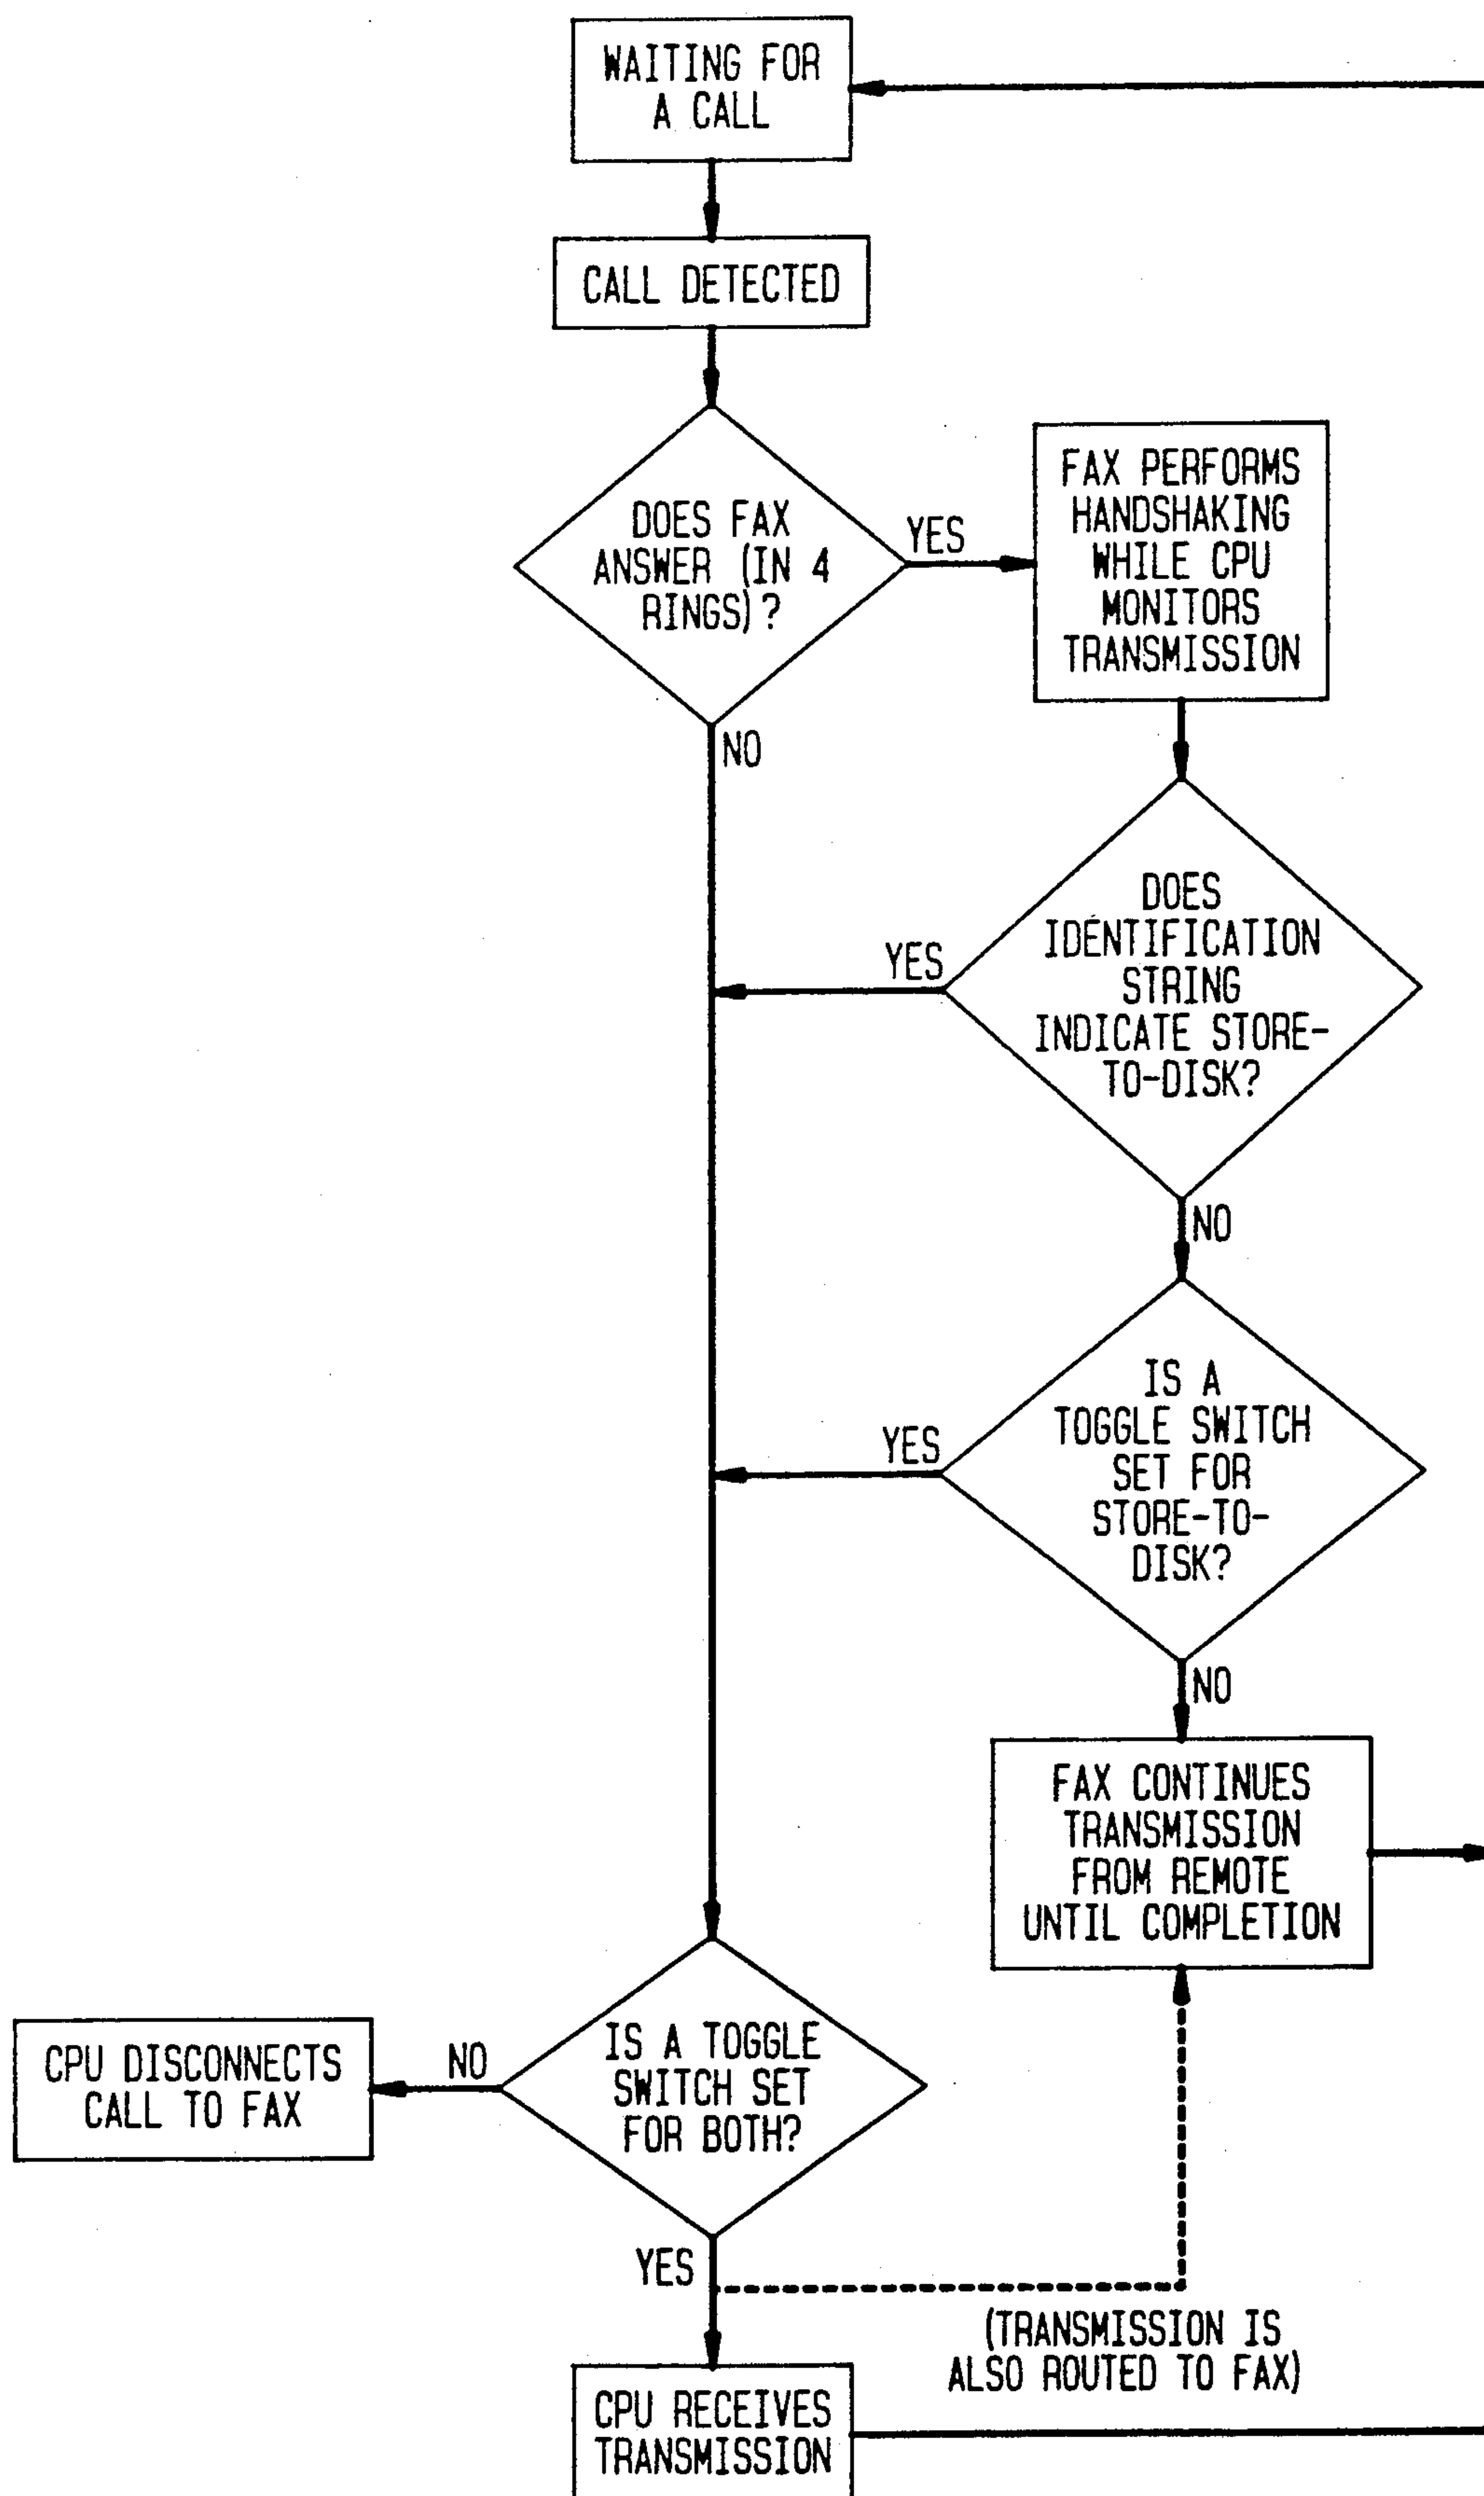 WAITING FOR
A CALL
CALL DETECTED
DOES FAX
ANSWER (IN 4
RINGS)?
YES
NO
FAX PERFORMS
HANDSHAKING
WHILE CPU
MONITORS
TRANSMISSION
DOES
IDENTIFICATION
STRING
INDICATE STORE-
TO-DISK?
YES
NO
IS A
TOGGLE SWITCH
SET FOR
STORE-TO-
DISK?
YES
NO
FAX CONTINUES
TRANSMISSION
FROM REMOTE
UNTIL COMPLETION
IS A TOGGLE
SWITCH SET
FOR BOTH?
NO
CPU DISCONNECTS
CALL TO FAX
YES
(TRANSMISSION IS
ALSO ROUTED TO FAX)
CPU RECEIVES
TRANSMISSION